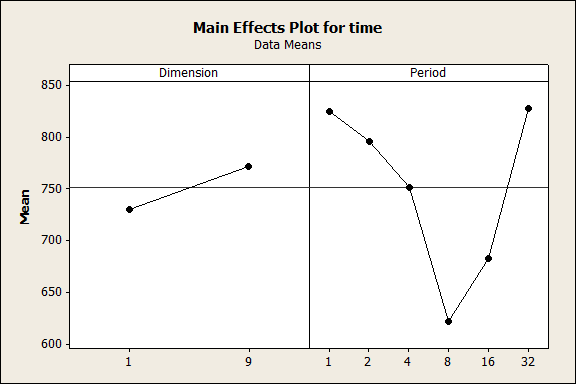 Main Effects Plot for time
Data Means
Dimension Period
850
800
750
700
650
600
Mean
1 9 1 2 4 8 16 32